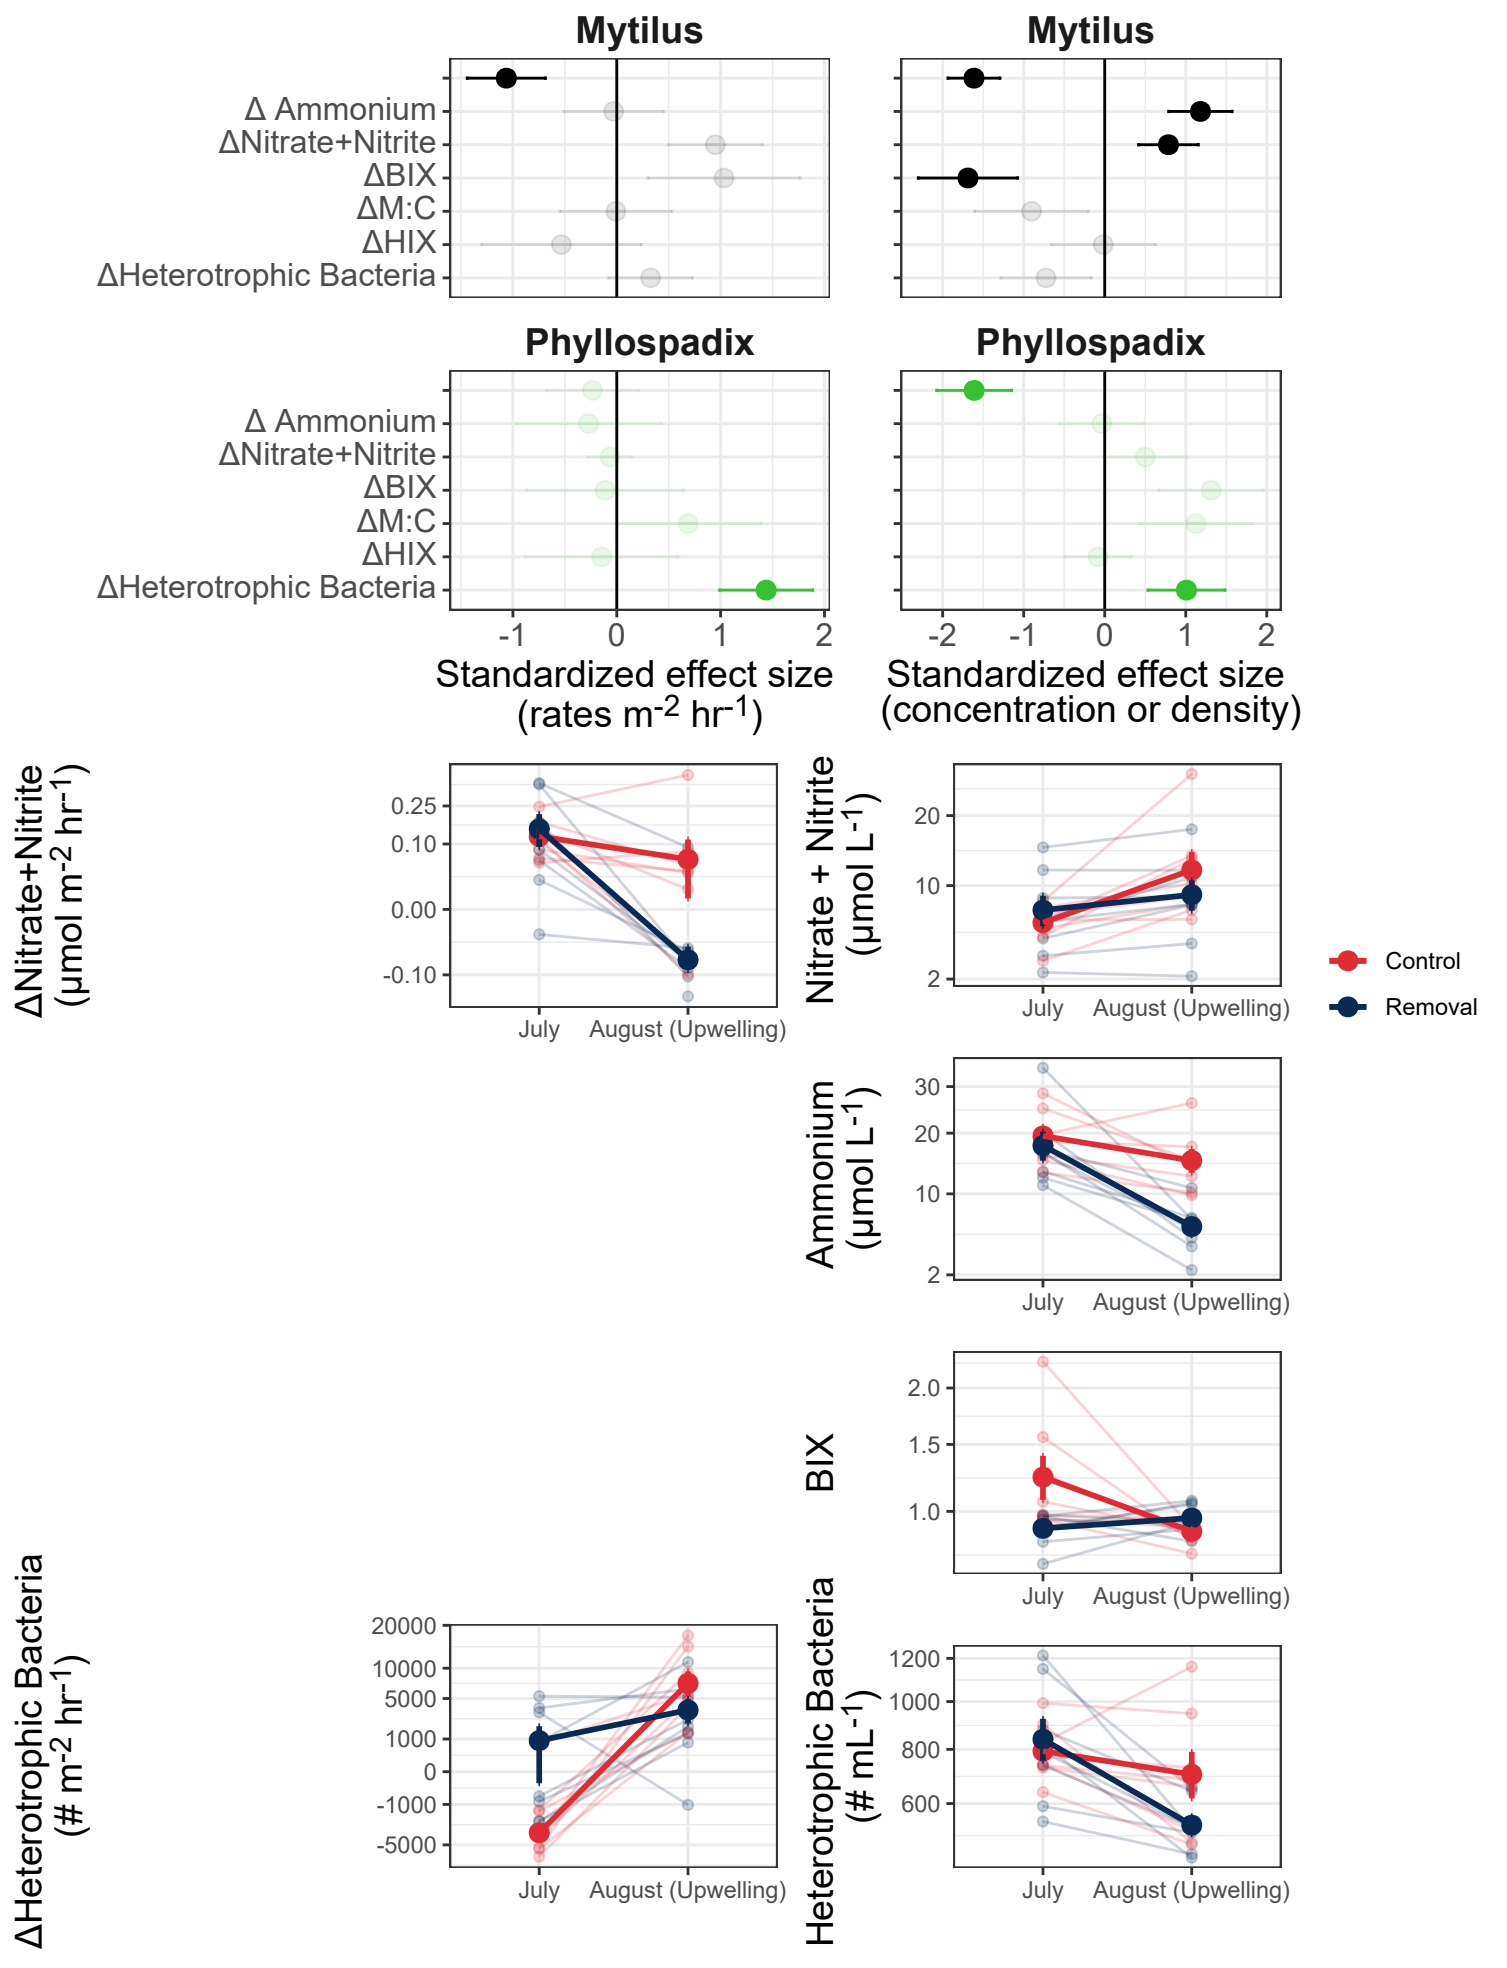 Mytilus
Mytilus
Δ Ammonium
ΔNitrate+Nitrite
ΔBIX
ΔM:C
ΔHIX
ΔHeterotrophic Bacteria
Phyllospadix
Phyllospadix
Δ Ammonium
ΔNitrate+Nitrite
ΔBIX
ΔM:C
ΔHIX
ΔHeterotrophic Bacteria
-1 0 1 2
-2 -1 0 1 2
Standardized effect size
(rates m-2 hr-1)
Standardized effect size
(concentration or density)
ΔNitrate+Nitrite
(μmol m-2 hr-1)
0.25
0.10
0.00
-0.10
July August (Upwelling)
Nitrate + Nitrite
(μmol L-1)
20
10
2
July August (Upwelling)
Control
Removal
Ammonium
(μmol L-1)
30
20
10
2
July August (Upwelling)
BIX
2.0
1.5
1.0
July August (Upwelling)
ΔHeterotrophic Bacteria
(# m-2 hr-1)
20000
10000
5000
1000
0
-1000
-5000
July August (Upwelling)
Heterotrophic Bacteria
(# mL-1)
1200
1000
800
600
July August (Upwelling)